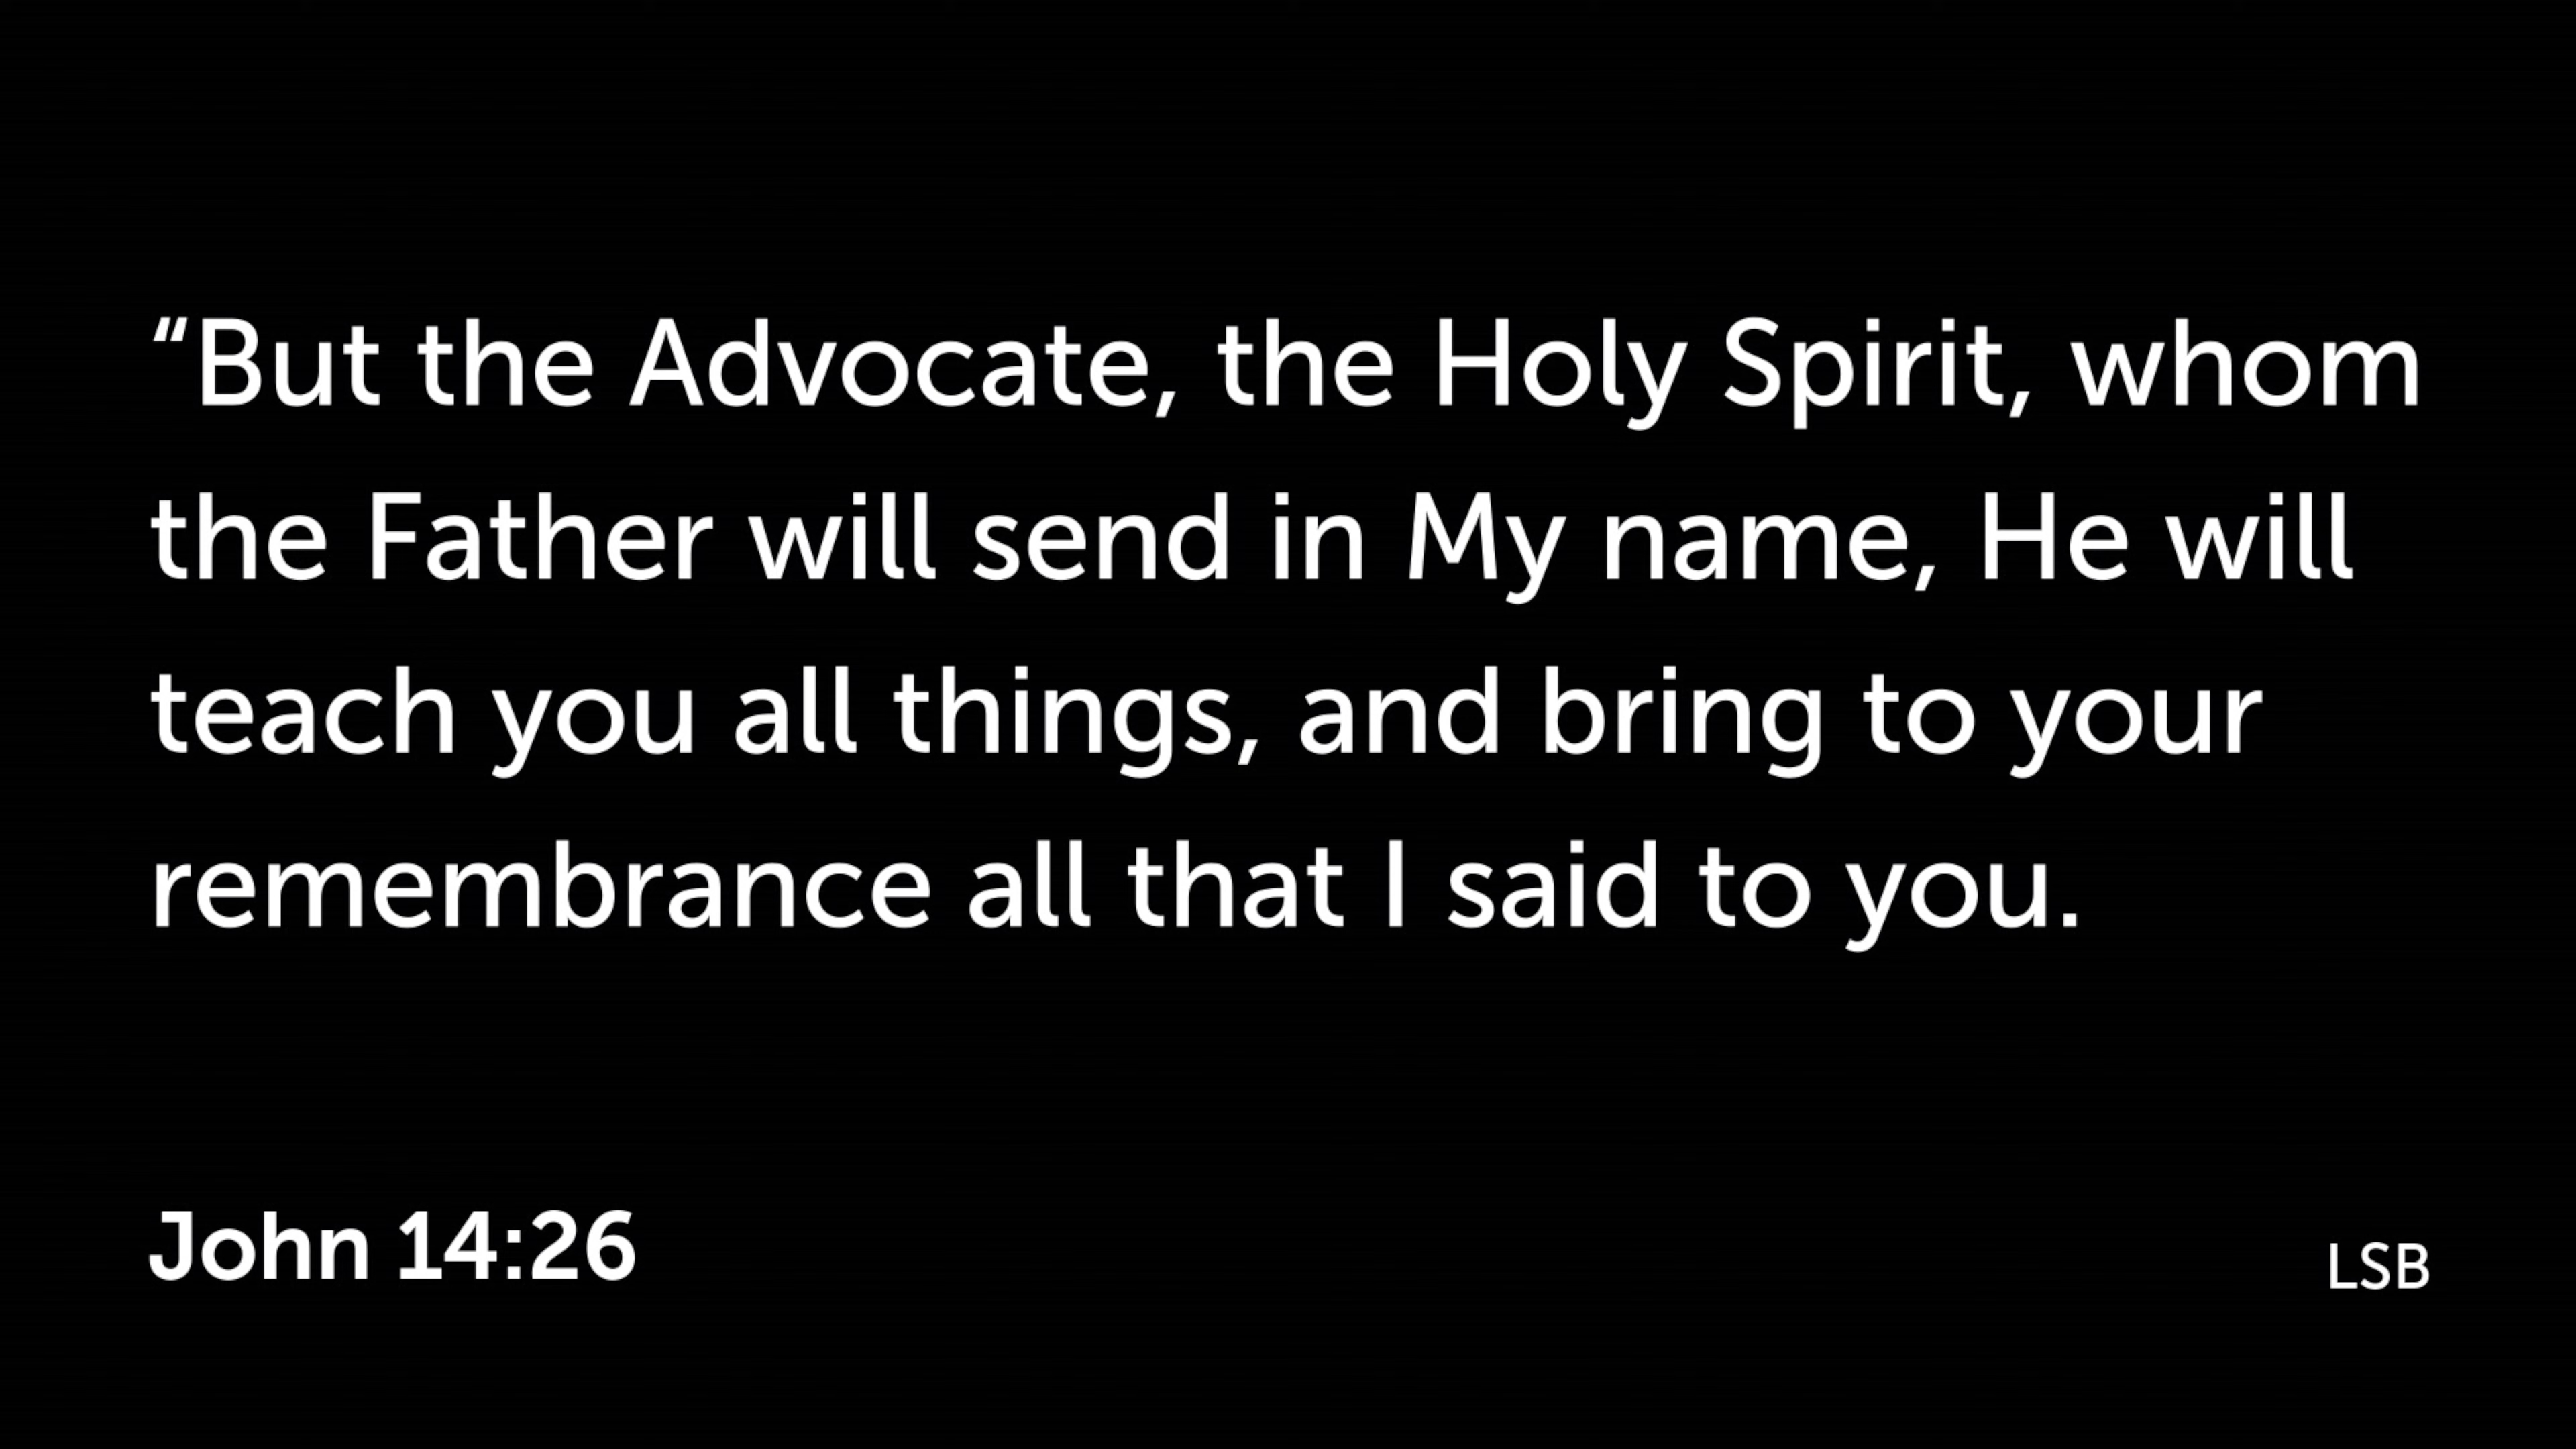 “But the Advocate, the Holy Spirit, whom
the Father will send in My name, He will
teach you all things, and bring to your
remembrance all that I said to you.
John 14:26
LSB